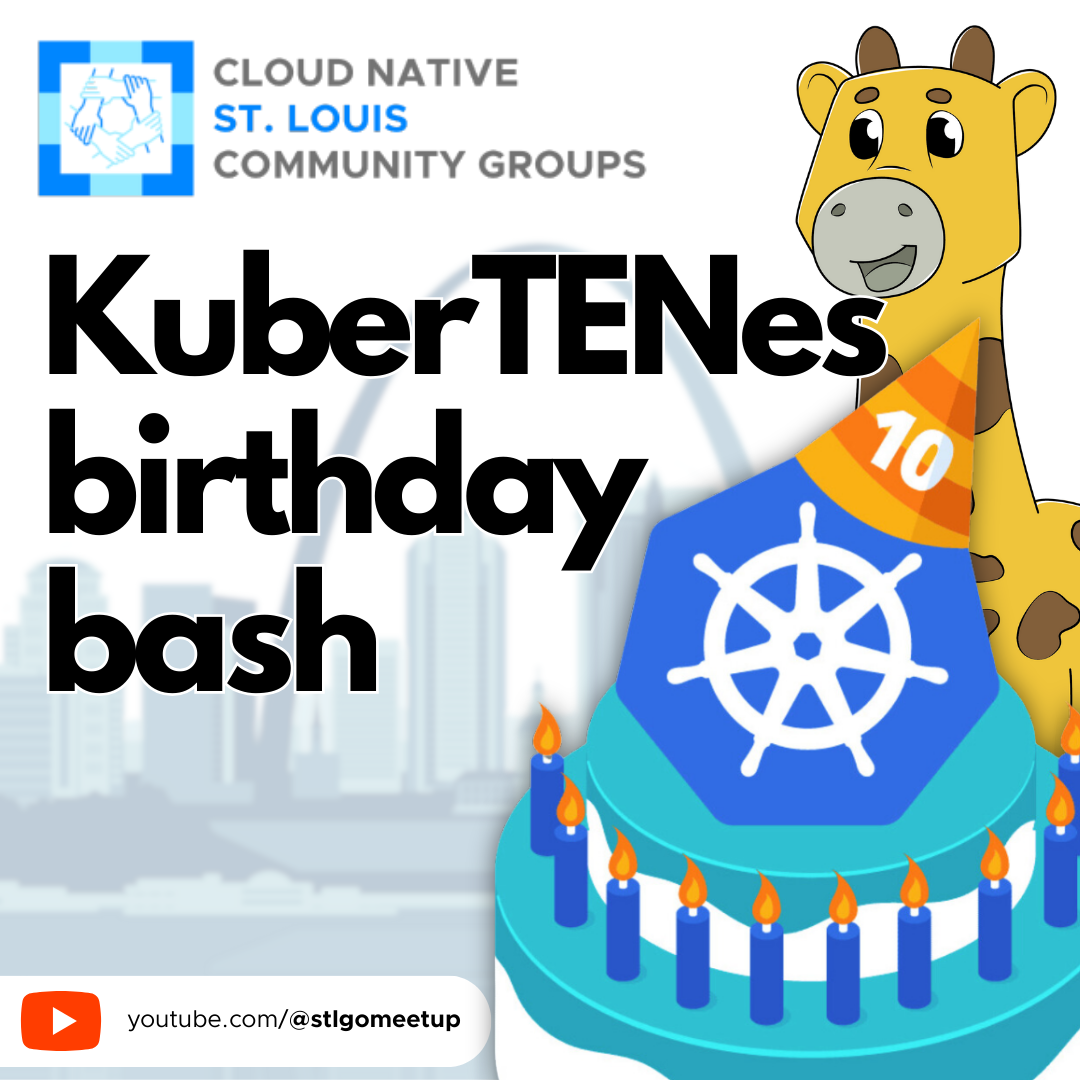 CLOUD NATIVE
ST. LOUIS
COMMUNITY GROUPS
KuberTENes
birthday
bash
10
youtube.com/@stlgomeetup